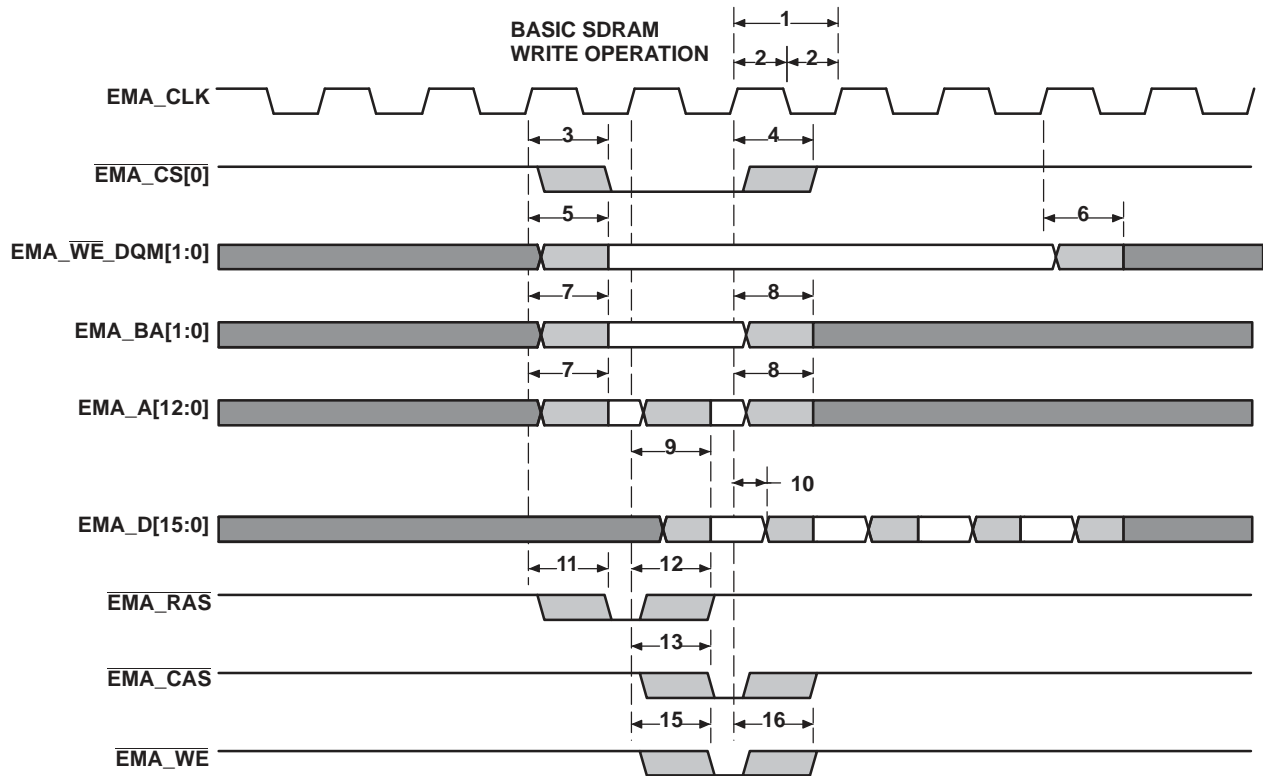 1
BASIC SDRAM
WRITE OPERATION
2 2
EMA_CLK
3 4
EMA_CS[0]
5 6
EMA_WE_DQM[1:0]
7 8
EMA_BA[1:0]
7 8
EMA_A[12:0]
9
10
EMA_D[15:0]
11 12
EMA_RAS
13
EMA_CAS
15 16
EMA_WE